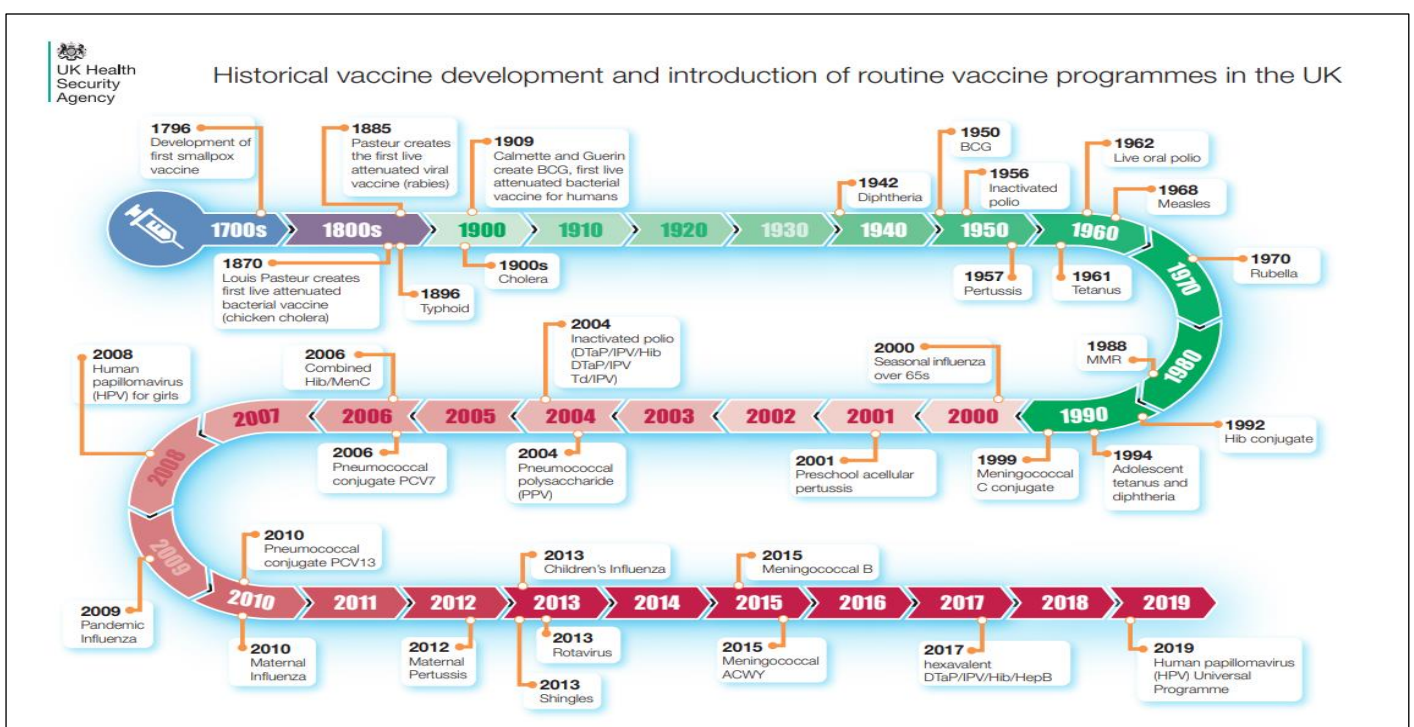 UK Health
Security
Agency
Historical vaccine development and introduction of routine vaccine programmes in the UK
1796
Development of
first smallpox
vaccine
1885
Pasteur creates
the first live
attenuated viral
vaccine (rabies)
1909
Calmette and Guerin
create BCG, first live
attenuated bacterial
vaccine for humans
1942
Diphtheria
1950
BCG
1956
Inactivated
polio
1962
Live oral polio
1968
Measles
1700s
1800s
1900
1910
1920
1930
1940
1950
1960
1970
1980
1870
Louis Pasteur creates
first live attenuated
bacterial vaccine
(chicken cholera)
1896
Typhoid
1900s
Cholera
1957
Pertussis
1961
Tetanus
1970
Rubella
2008
Human
papillomavirus
(HPV) for girls
2006
Combined
Hib/MenC
2004
Inactivated polio
(DTaP/IPV/Hib
DTaP/IPV
Td/IPV)
2000
Seasonal influenza
over 65s
1988
MMR
2008
2007
2006
2005
2004
2003
2002
2001
2000
1990
2006
Pneumococcal
conjugate PCV7
2004
Pneumococcal
polysaccharide
(PPV)
2001
Preschool acellular
pertussis
1999
Meningococcal
C conjugate
1994
Adolescent
tetanus and
diphtheria
1992
Hib conjugate
2009
2010
Pneumococcal
conjugate PCV13
2013
Children's Influenza
2015
Meningococcal B
2010
2011
2012
2013
2014
2015
2016
2017
2018
2019
2009
Pandemic
Influenza
2010
Maternal
Influenza
2012
Maternal
Pertussis
2013
Rotavirus
2013
Shingles
2015
Meningococcal
ACWY
2017
hexavalent
DTaP/IPV/Hib/HepB
2019
Human papillomavirus
(HPV) Universal
Programme